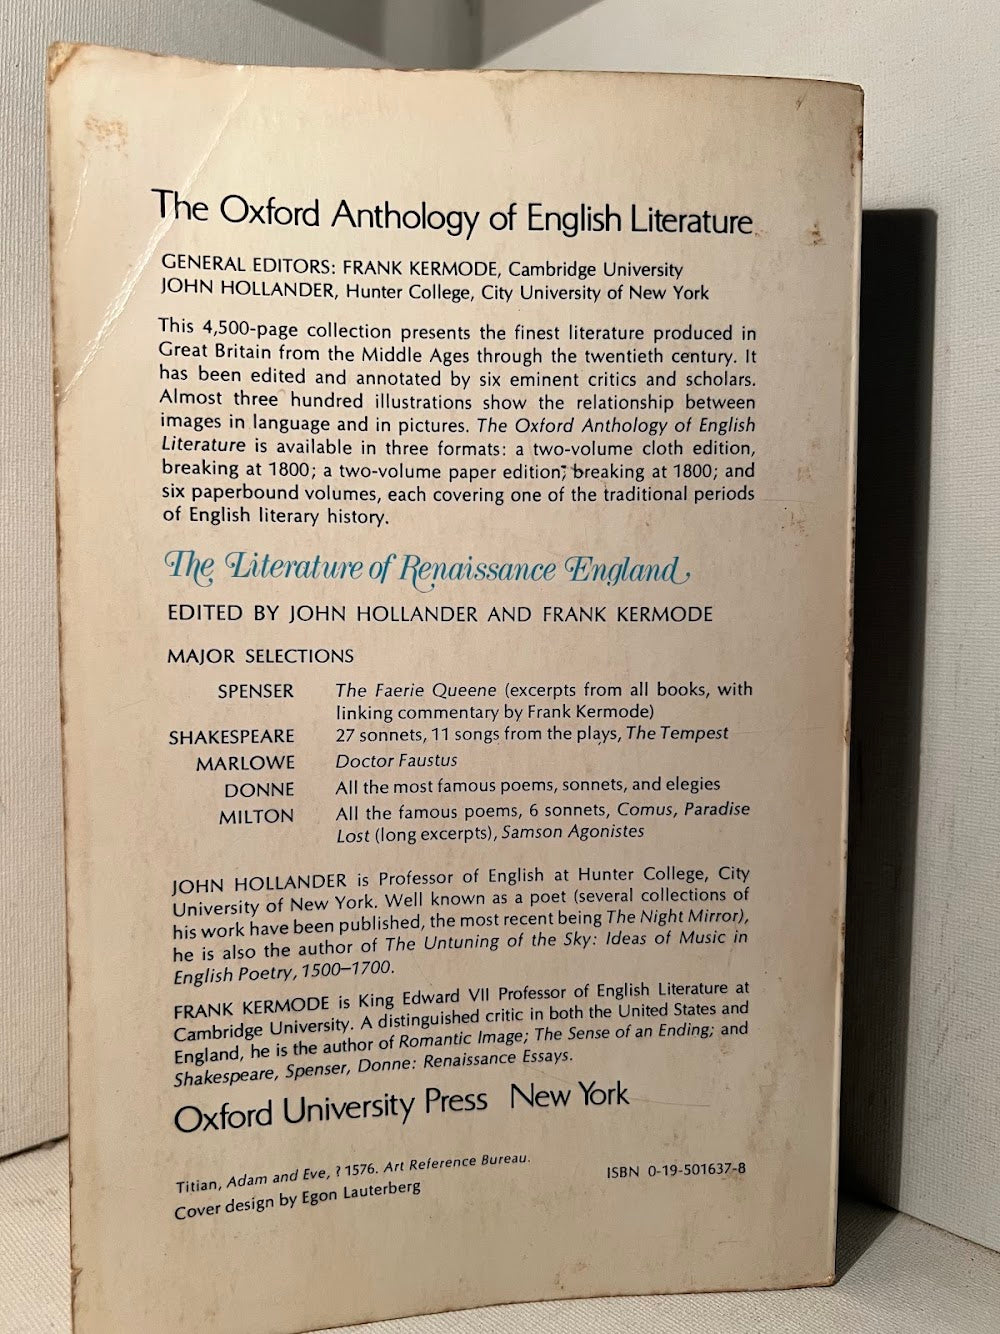 The Oxford Anthology of English Literature
GENERAL EDITORS: FRANK KERMODE, Cambridge University
JOHN HOLLANDER, Hunter College, City University of New York
This 4,500-page collection presents the finest literature produced in
Great Britain from the Middle Ages through the twentieth century. It
has been edited and annotated by six eminent critics and scholars.
Almost three hundred illustrations show the relationship between
images in language and in pictures. The Oxford Anthology of English
Literature is available in three formats: a two-volume cloth edition,
breaking at 1800; a two-volume paper edition; breaking at 1800; and
six paperbound volumes, each covering one of the traditional periods
of English literary history.
The Literature of Renaissance England
EDITED BY JOHN HOLLANDER AND FRANK KERMODE
MAJOR SELECTIONS
SPENSER The Faerie Queene (excerpts from all books, with
linking commentary by Frank Kermode)
SHAKESPEARE 27 sonnets, 11 songs from the plays, The Tempest
MARLOWE Doctor Faustus
DONNE All the most famous poems, sonnets, and elegies
MILTON All the famous poems, 6 sonnets, Comus, Paradise
Lost (long excerpts), Samson Agonistes
JOHN HOLLANDER is Professor of English at Hunter College, City
University of New York. Well known as a poet (several collections of
his work have been published, the most recent being The Night Mirror),
he is also the author of The Untuning of the Sky: Ideas of Music in
English Poetry, 1500–1700.
FRANK KERMODE is King Edward VII Professor of English Literature at
Cambridge University. A distinguished critic in both the United States and
England, he is the author of Romantic Image; The Sense of an Ending; and
Shakespeare, Spenser, Donne: Renaissance Essays.
Oxford University Press New York
Titian, Adam and Eve, ? 1576. Art Reference Bureau.
Cover design by Egon Lauterberg
ISBN 0-19-501637-8